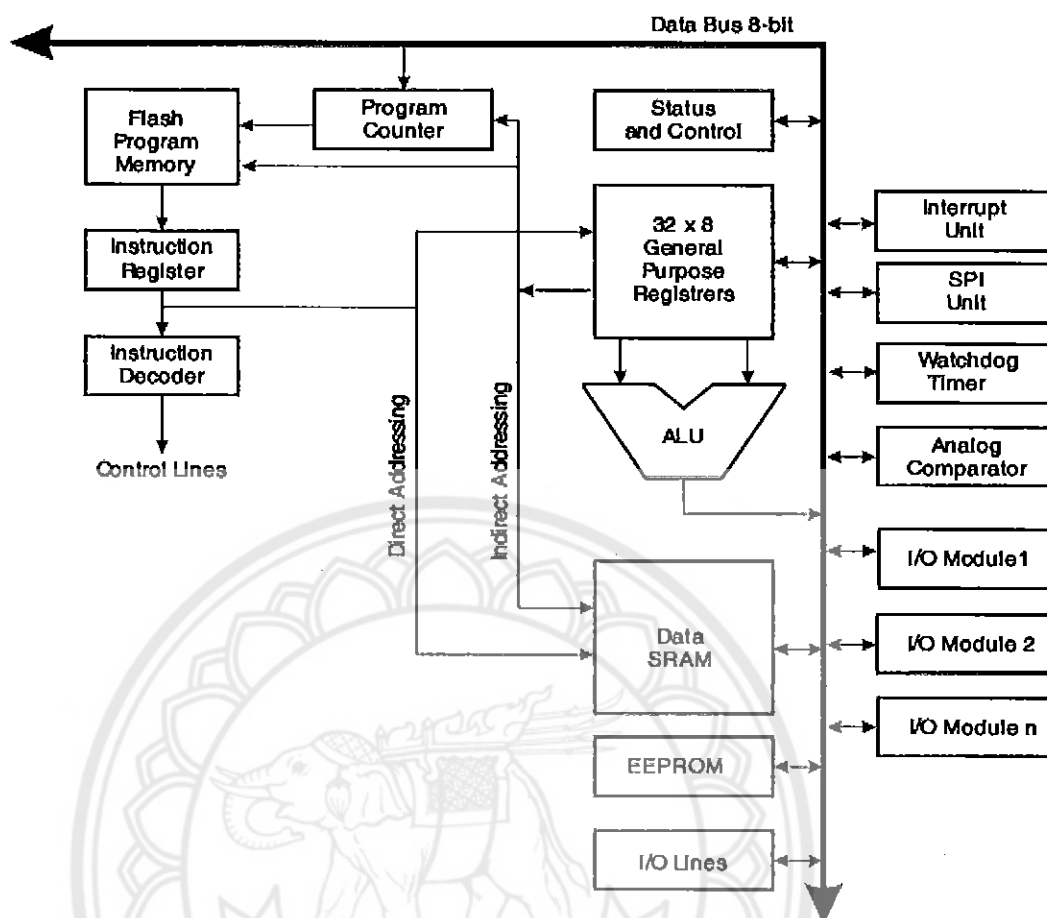 Data Bus 8-bit
Flash
Program
Memory
Program
Counter
Status
and Control
Instruction
Register
32 x 8
General
Purpose
Registrers
Interrupt
Unit
SPI
Unit
Instruction
Decoder
Watchdog
Timer
Control Lines
Direct Addressing
Indirect Addressing
ALU
Analog
Comparator
I/O Module1
Data
SRAM
I/O Module 2
I/O Module n
EEPROM
I/O Lines